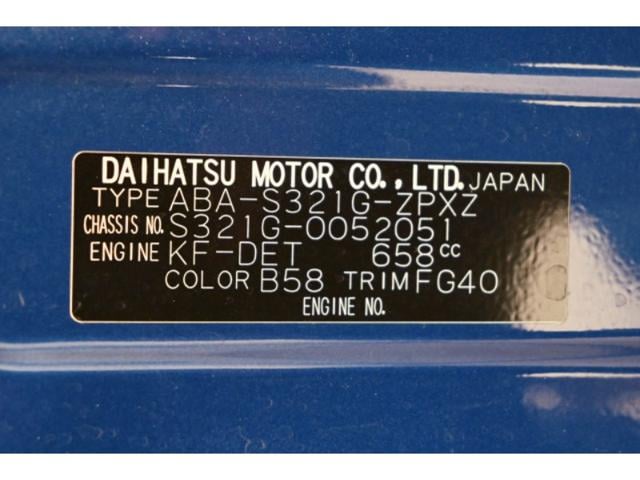 DAIHATSU MOTOR CO.,LTD. JAPAN
TYPE ABA-S321G-ZPXZ
CHASSIS NO. S321G-0052051
ENGINE KF-DET 658cc
COLOR B58 TRIM FG40
ENGINE NO.